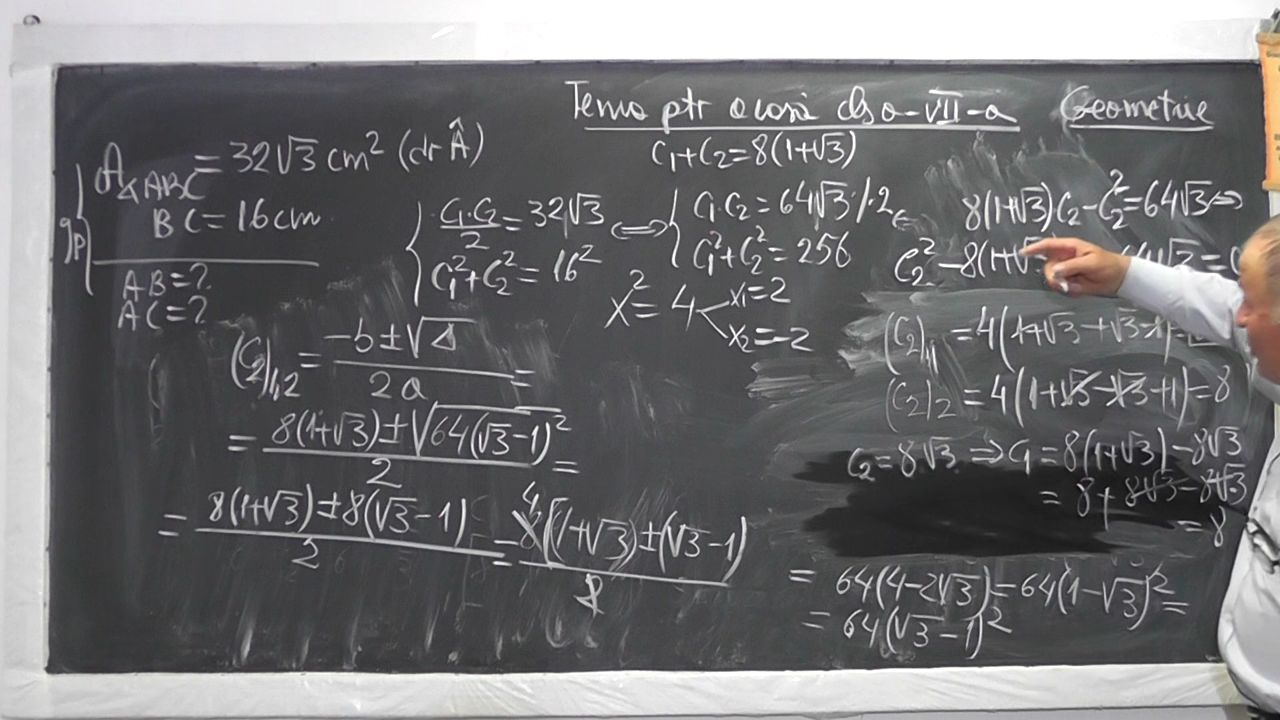 Tema ptr acasă cls a-VII-a Geometrie
A△ABC = 32√3 cm² (dr Â)
BC = 16 cm
9p
AB = ?
AC = ?
C₁+C₂=8(1+√3)
C₁·C₂/2 = 32√3
C₁²+C₂² = 16²
⇔
C₁·C₂ = 64√3 /·2
C₁²+C₂² = 256
X² = 4
x₁=2
x₂=-2
8(1+√3)C₂-C₂²=64√3 ⇔
C₂²-8(1+√
(C₂)₁,₂ = (-b±√Δ)/2a =
= (8(1+√3)±√64(√3-1)²)/2 =
= (8(1+√3)±8(√3-1))/2 = 8((1+√3)±(√3-1))/2
4
(C₂)₁ = 4(1+√3+√3-1)=
(C₂)₂ = 4(1+√3-√3+1)=8
C₂=8√3 ⇒ C₁=8(1+√3)-8√3
= 8+8√3-8√3
= 8
= 64(4-2√3)=64(1-√3)²=
= 64(√3-1)²